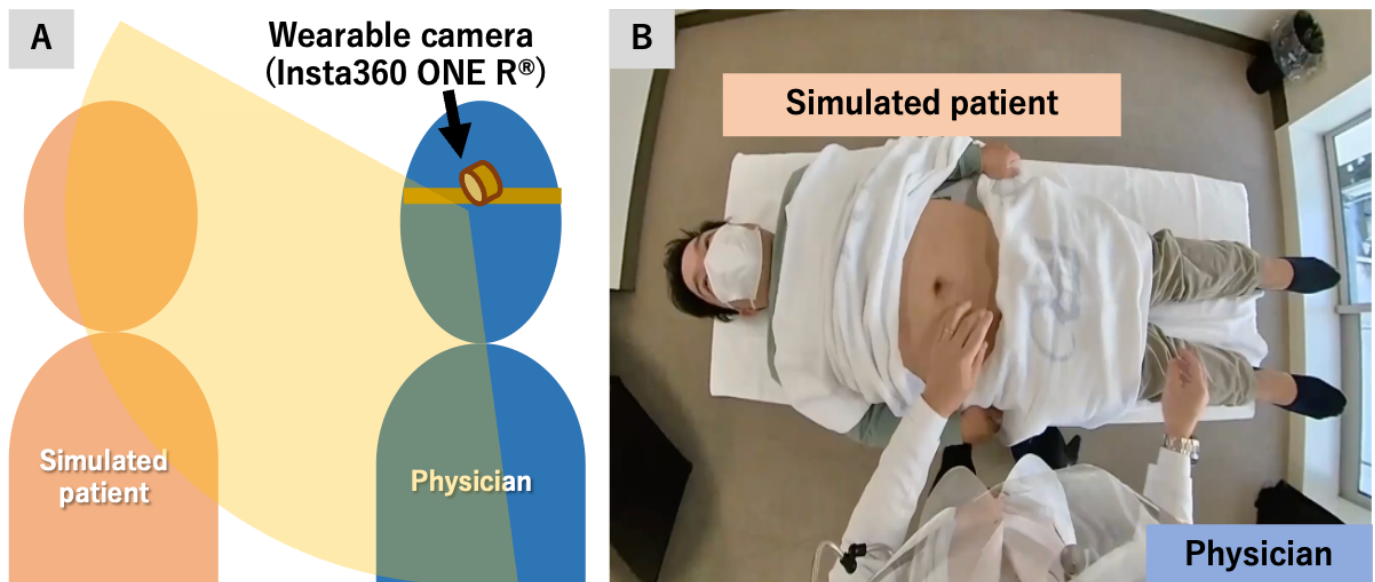 A
Wearable camera
(Insta360 ONE R®)
Simulated
patient
Physician
B
Simulated patient
Physician